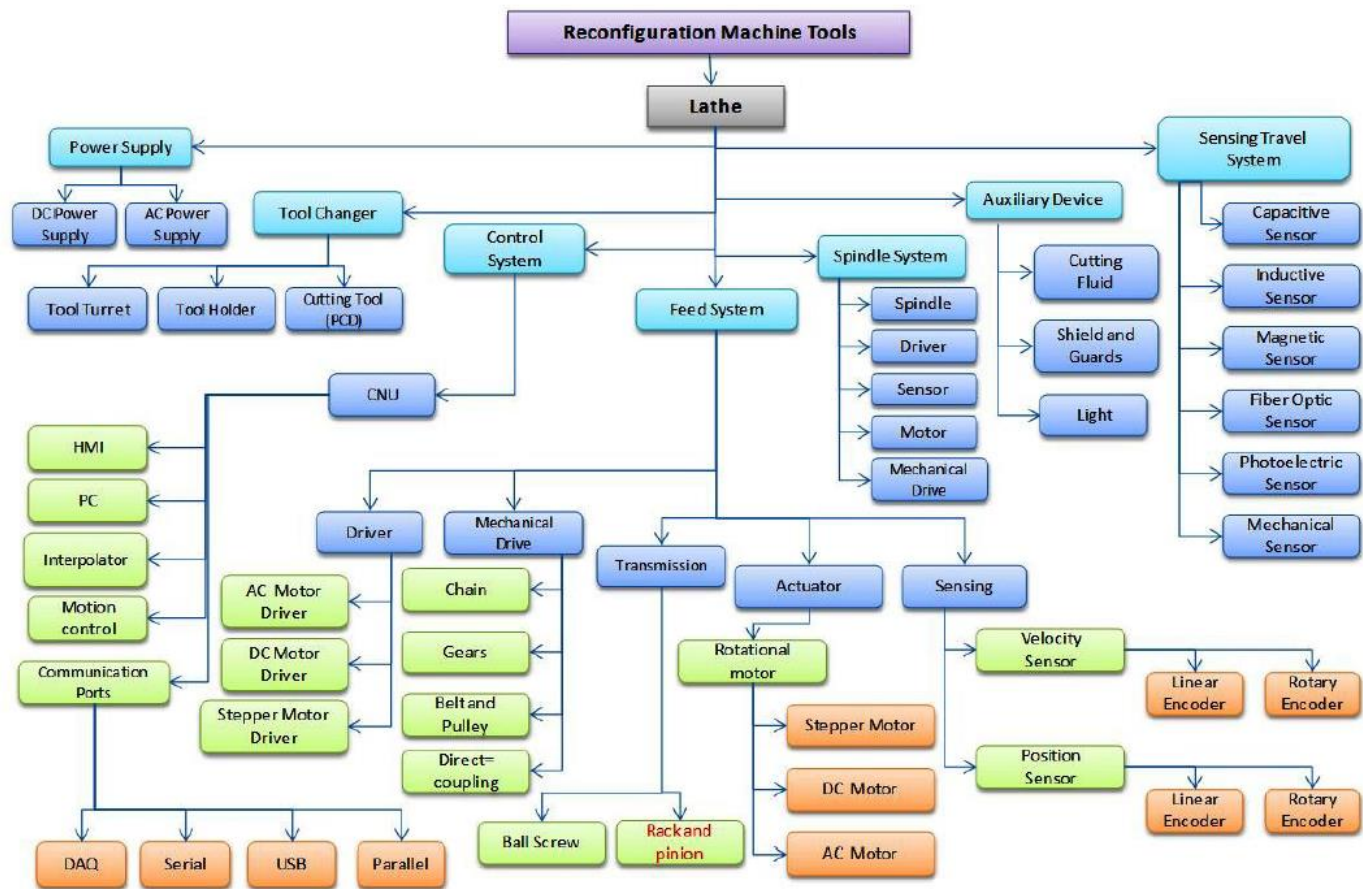 Reconfiguration Machine Tools
Lathe
Power Supply
DC Power
Supply
AC Power
Supply
Tool Changer
Tool Turret
Tool Holder
Cutting Tool
(PCD)
Control
System
CNU
HMI
PC
Interpolator
Motion
control
Communication
Ports
DAQ
Serial
USB
Parallel
Feed System
Driver
AC Motor
Driver
DC Motor
Driver
Stepper Motor
Driver
Mechanical
Drive
Chain
Gears
Belt and
Pulley
Direct=
coupling
Transmission
Ball Screw
Rack and
pinion
Actuator
Rotational
motor
Stepper Motor
DC Motor
AC Motor
Sensing
Velocity
Sensor
Linear
Encoder
Rotary
Encoder
Position
Sensor
Linear
Encoder
Rotary
Encoder
Spindle System
Spindle
Driver
Sensor
Motor
Mechanical
Drive
Auxiliary Device
Cutting
Fluid
Shield and
Guards
Light
Sensing Travel
System
Capacitive
Sensor
Inductive
Sensor
Magnetic
Sensor
Fiber Optic
Sensor
Photoelectric
Sensor
Mechanical
Sensor